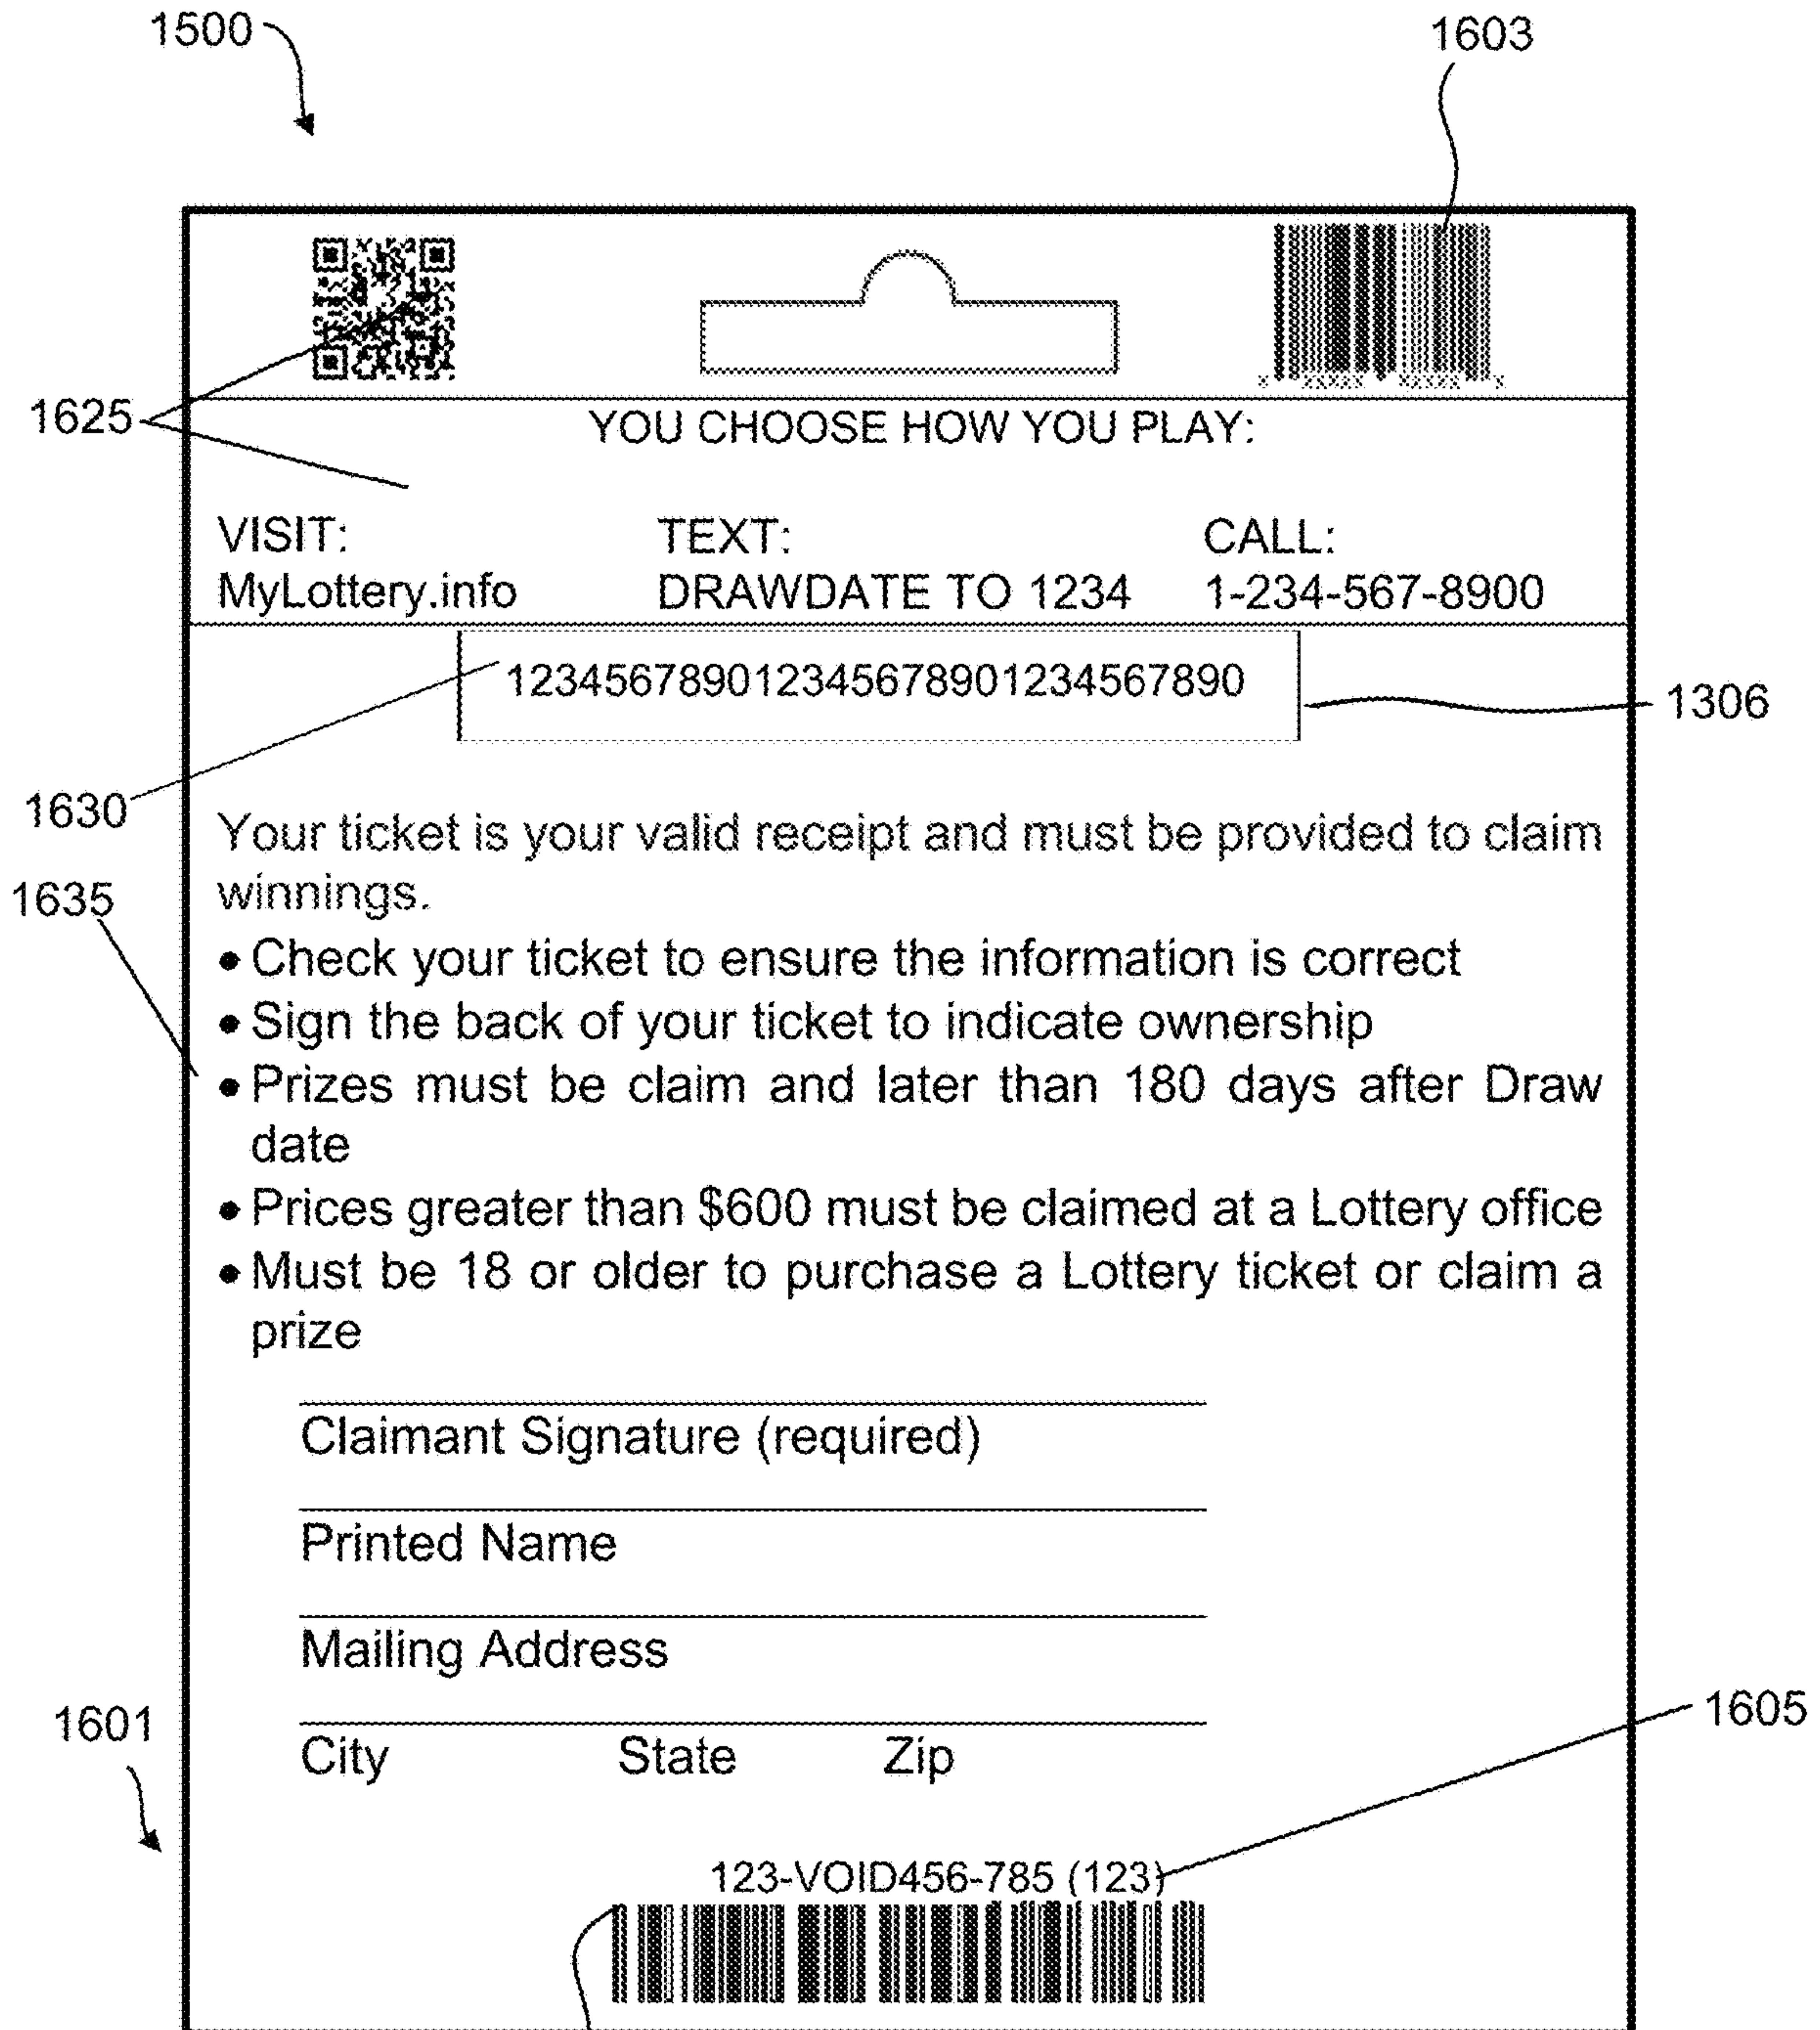 1500
1603
1625
YOU CHOOSE HOW YOU PLAY:
VISIT: TEXT: CALL:
MyLottery.info DRAWDATE TO 1234 1-234-567-8900
123456789012345678901234567890
1306
1630
Your ticket is your valid receipt and must be provided to claim
winnings.
1635
• Check your ticket to ensure the information is correct
• Sign the back of your ticket to indicate ownership
• Prizes must be claim and later than 180 days after Draw
date
• Prices greater than $600 must be claimed at a Lottery office
• Must be 18 or older to purchase a Lottery ticket or claim a
prize
Claimant Signature (required)
Printed Name
Mailing Address
1601
1605
City State Zip
123-VOID456-785 (123)